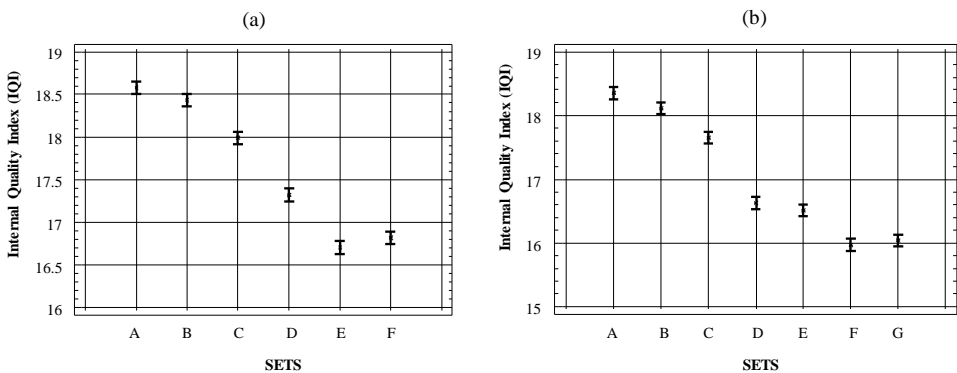 (a)
Internal Quality Index (IQI)
19
18.5
18
17.5
17
16.5
16
A B C D E F
SETS
(b)
Internal Quality Index (IQI)
19
18
17
16
15
A B C D E F G
SETS